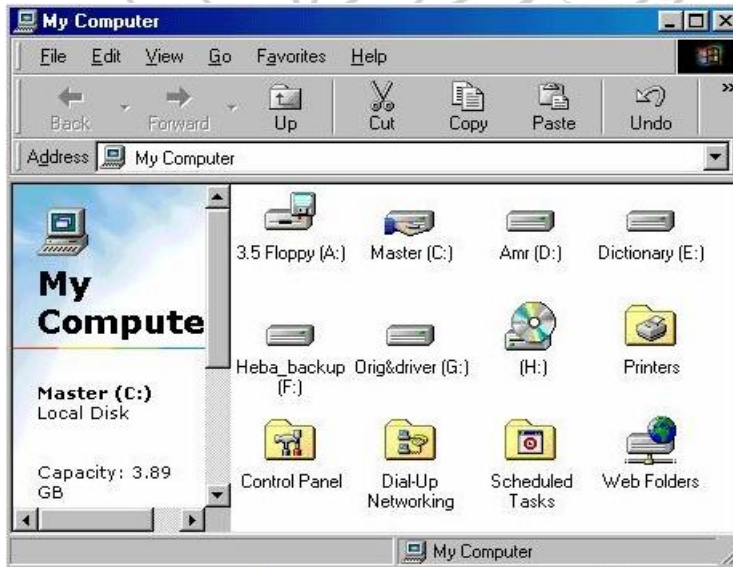 My Computer
File Edit View Go Favorites Help
Back Forward Up Cut Copy Paste Undo »
Address My Computer
My
Compute
Master (C:)
Local Disk
Capacity: 3.89
GB
3.5 Floppy (A:) Master (C:) Amr (D:) Dictionary (E:)
Heba_backup Orig&driver (G:) (H:) Printers
(F:)
Control Panel Dial-Up Scheduled Web Folders
Networking Tasks
My Computer